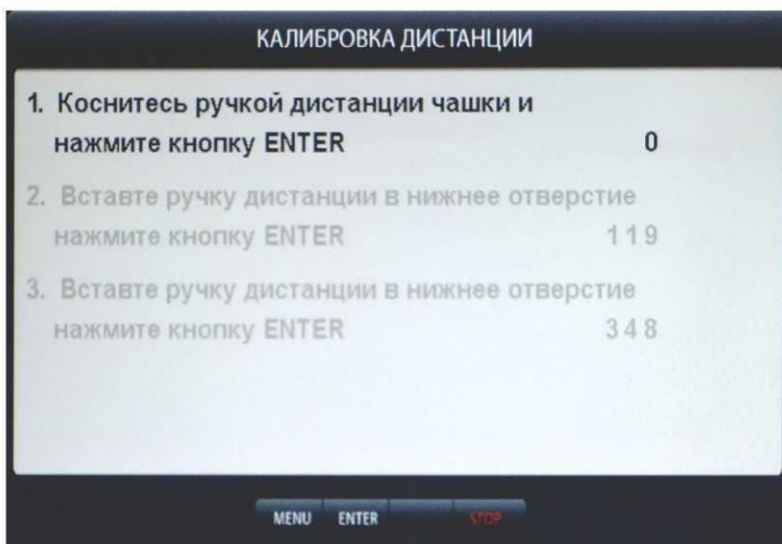 КАЛИБРОВКА ДИСТАНЦИИ
1. Коснитесь ручкой дистанции чашки и
нажмите кнопку ENTER 0
2. Вставте ручку дистанции в нижнее отверстие
нажмите кнопку ENTER 119
3. Вставте ручку дистанции в нижнее отверстие
нажмите кнопку ENTER 348
MENU ENTER STOP